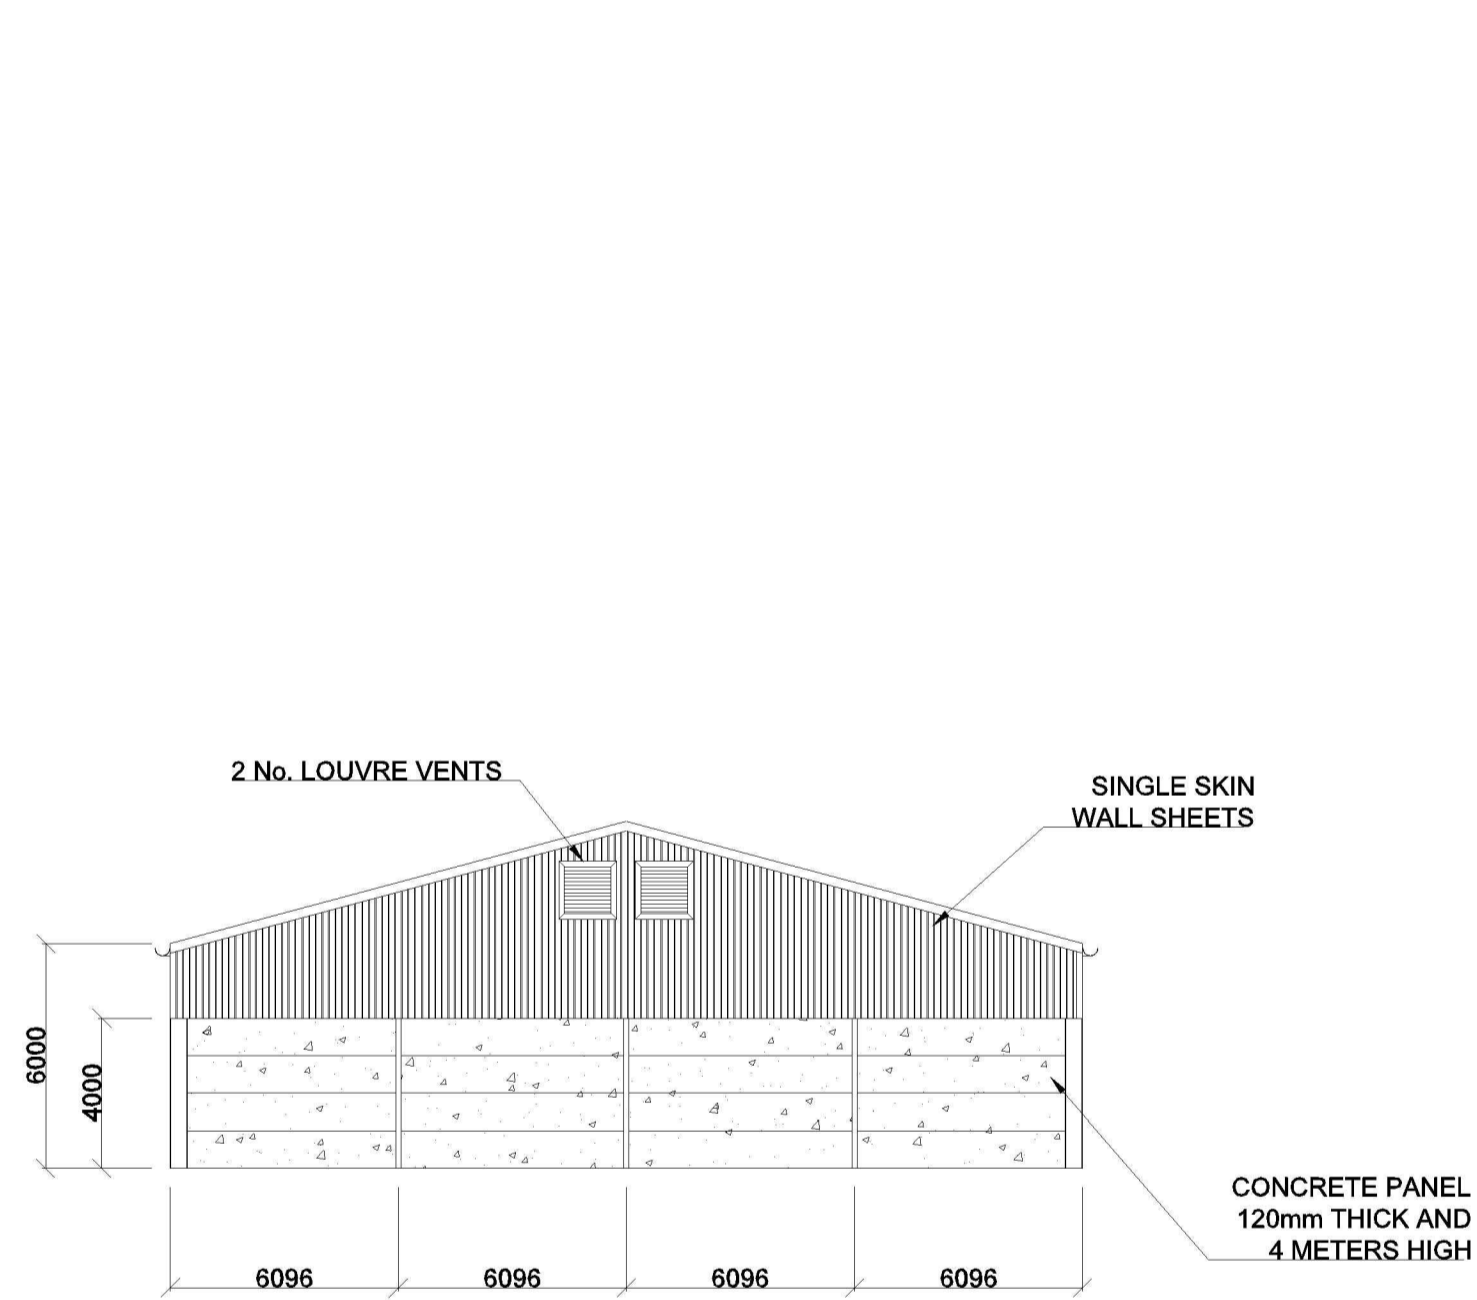 2 No. LOUVRE VENTS
SINGLE SKIN
WALL SHEETS
6000
4000
CONCRETE PANEL
120mm THICK AND
4 METERS HIGH
6096
6096
6096
6096